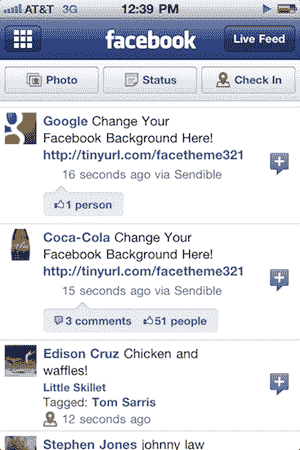 AT&T 3G 12:39 PM
facebook
Live Feed
Photo Status Check In
Google Change Your
Facebook Background Here!
http://tinyurl.com/facetheme321
16 seconds ago via Sendible
1 person
Coca-Cola Change Your
Facebook Background Here!
http://tinyurl.com/facetheme321
15 seconds ago via Sendible
3 comments 51 people
Edison Cruz Chicken and
waffles!
Little Skillet
Tagged: Tom Sarris
12 seconds ago
Stephen Jones johnny law